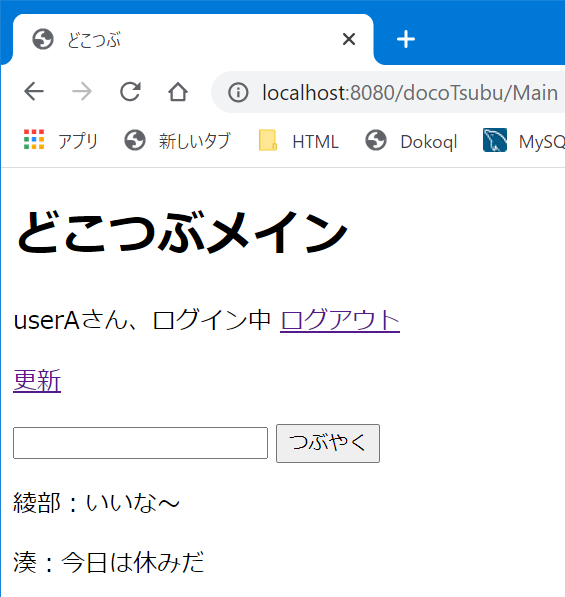 どこつぶ
localhost:8080/docoTsubu/Main
アプリ 新しいタブ HTML Dokoql MySQ
どこつぶメイン
userAさん、ログイン中 ログアウト
更新
つぶやく
綾部：いいな～
湊：今日は休みだ